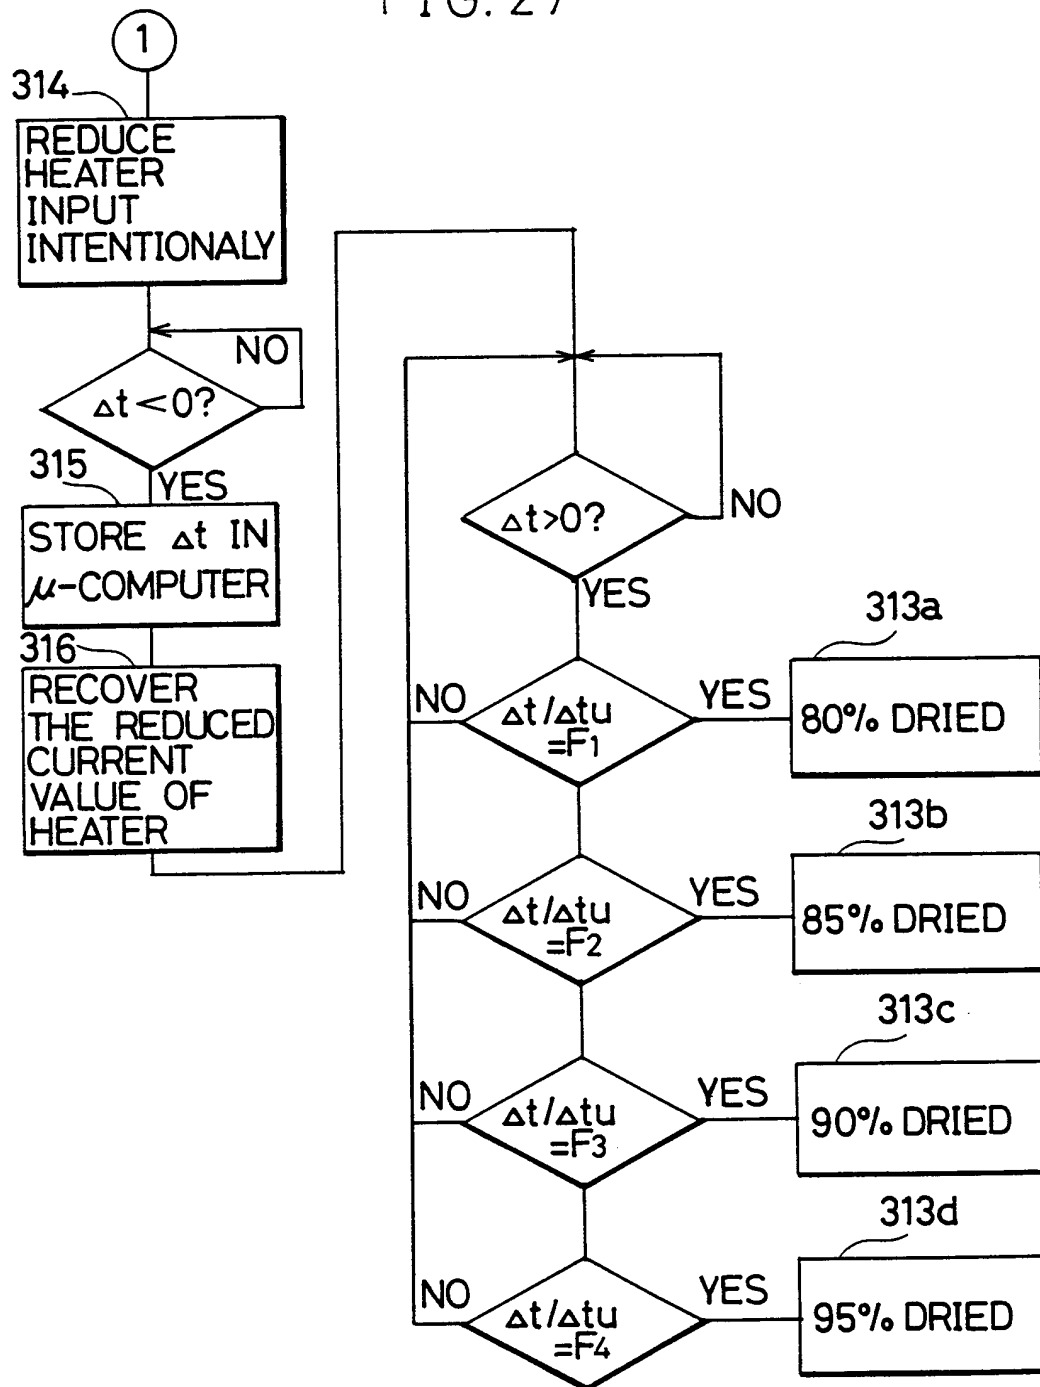 FIG. 27
1
314
REDUCE
HEATER
INPUT
INTENTIONALY
NO
Δt<0?
315
YES
STORE Δt IN
μ-COMPUTER
316
RECOVER
THE REDUCED
CURRENT
VALUE OF
HEATER
Δt>0?
NO
YES
313a
NO
Δt/Δtu
=F1
YES
80% DRIED
313b
NO
Δt/Δtu
=F2
YES
85% DRIED
313c
NO
Δt/Δtu
=F3
YES
90% DRIED
313d
NO
Δt/Δtu
=F4
YES
95% DRIED